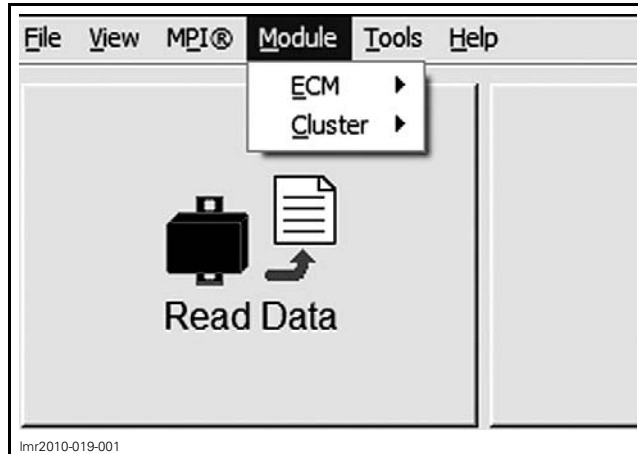 File View MPI® Module Tools Help
ECM
Cluster
Read Data
lmr2010-019-001